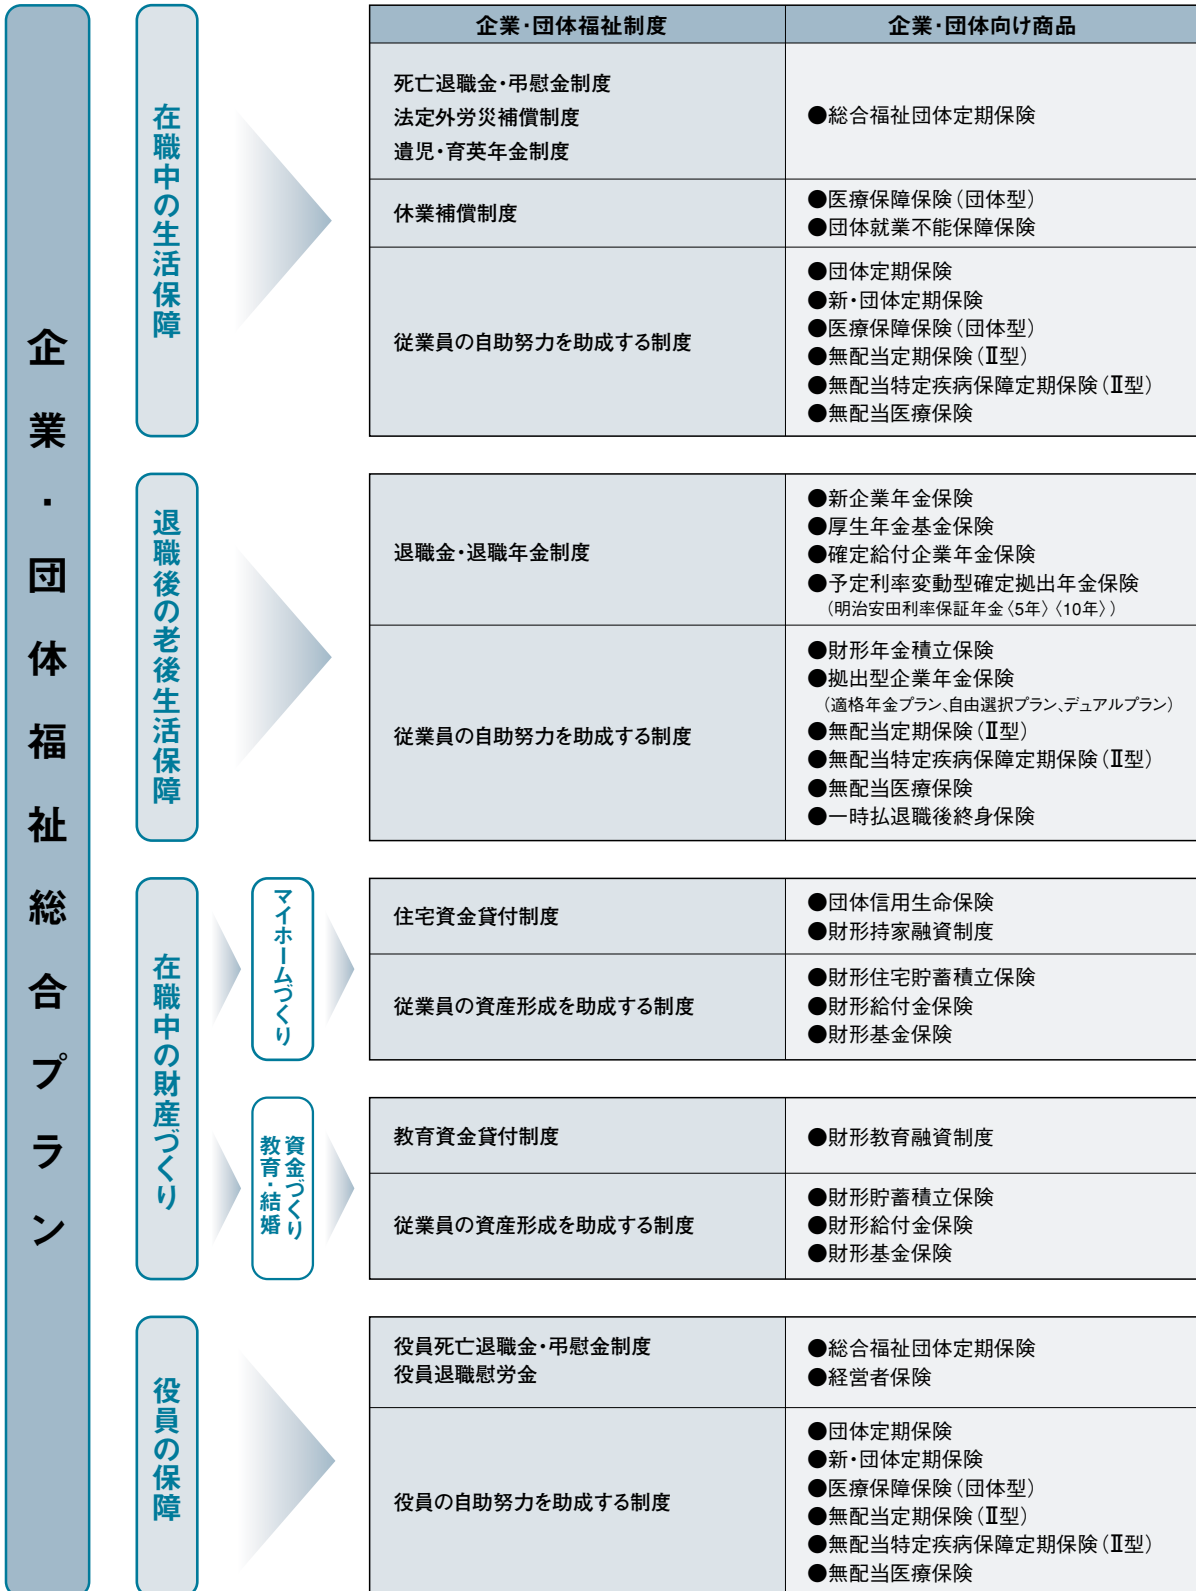 企業・団体福祉総合プラン
企業・団体福祉制度
企業・団体向け商品
在職中の生活保障
死亡退職金・弔慰金制度
法定外労災補償制度
遺児・育英年金制度
●総合福祉団体定期保険
休業補償制度
●医療保障保険（団体型）
●団体就業不能保障保険
従業員の自助努力を助成する制度
●団体定期保険
●新・団体定期保険
●医療保障保険（団体型）
●無配当定期保険（Ⅱ型）
●無配当特定疾病保障定期保険（Ⅱ型）
●無配当医療保険
退職後の老後生活保障
退職金・退職年金制度
●新企業年金保険
●厚生年金基金保険
●確定給付企業年金保険
●予定利率変動型確定拠出年金保険
（明治安田利率保証年金〈5年〉〈10年〉）
従業員の自助努力を助成する制度
●財形年金積立保険
●拠出型企業年金保険
（適格年金プラン、自由選択プラン、デュアルプラン）
●無配当定期保険（Ⅱ型）
●無配当特定疾病保障定期保険（Ⅱ型）
●無配当医療保険
●一時払退職後終身保険
在職中の財産づくり
マイホームづくり
住宅資金貸付制度
●団体信用生命保険
●財形持家融資制度
従業員の資産形成を助成する制度
●財形住宅貯蓄積立保険
●財形給付金保険
●財形基金保険
教育・結婚
資金づくり
教育資金貸付制度
●財形教育融資制度
従業員の資産形成を助成する制度
●財形貯蓄積立保険
●財形給付金保険
●財形基金保険
役員の保障
役員死亡退職金・弔慰金制度
役員退職慰労金
●総合福祉団体定期保険
●経営者保険
役員の自助努力を助成する制度
●団体定期保険
●新・団体定期保険
●医療保障保険（団体型）
●無配当定期保険（Ⅱ型）
●無配当特定疾病保障定期保険（Ⅱ型）
●無配当医療保険